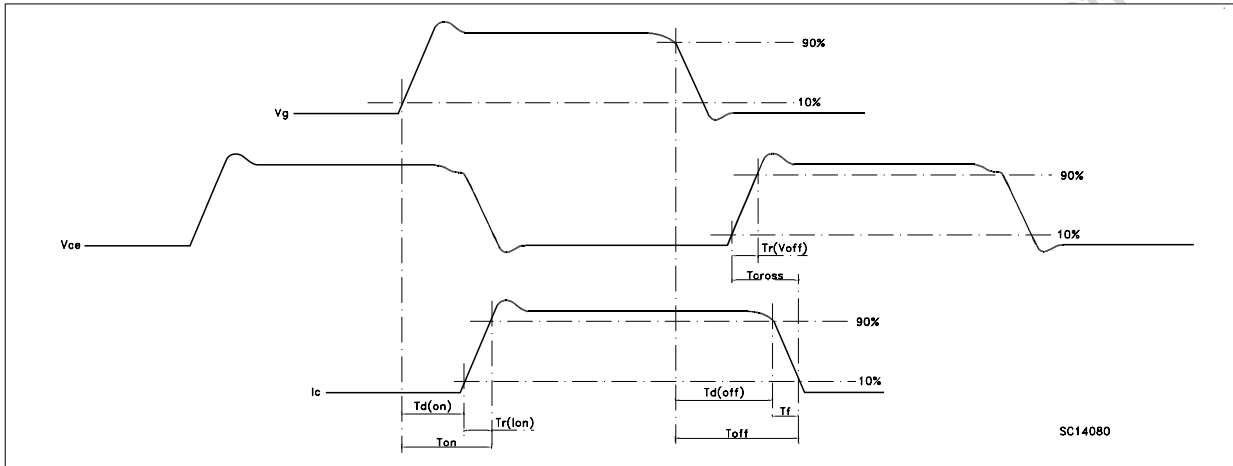 90%
10%
Vg
90%
Vce
10%
Tr(Voff)
Tcross
90%
10%
Ic
Td(on)
Td(off)
Tr(Ion)
Tf
Ton
Toff
SC14080